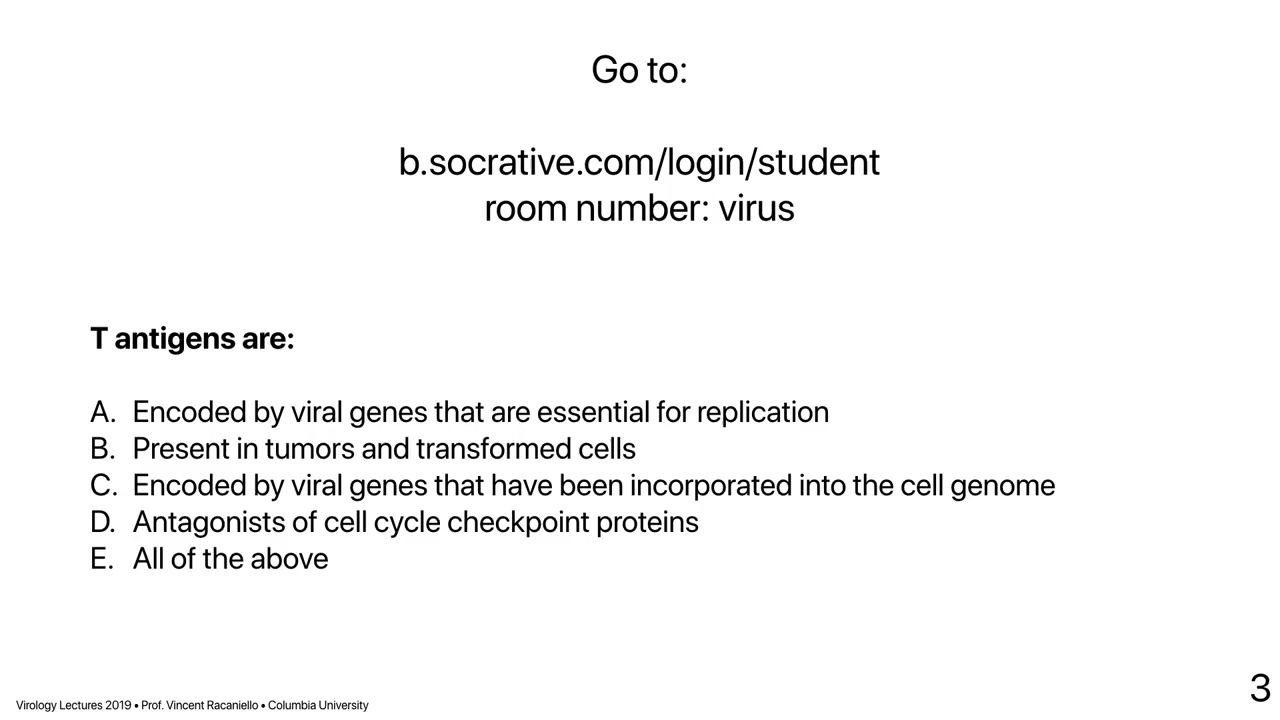 Go to:
b.socrative.com/login/student
room number: virus
T antigens are:
A. Encoded by viral genes that are essential for replication
B. Present in tumors and transformed cells
C. Encoded by viral genes that have been incorporated into the cell genome
D. Antagonists of cell cycle checkpoint proteins
E. All of the above
Virology Lectures 2019 • Prof. Vincent Racaniello • Columbia University
3